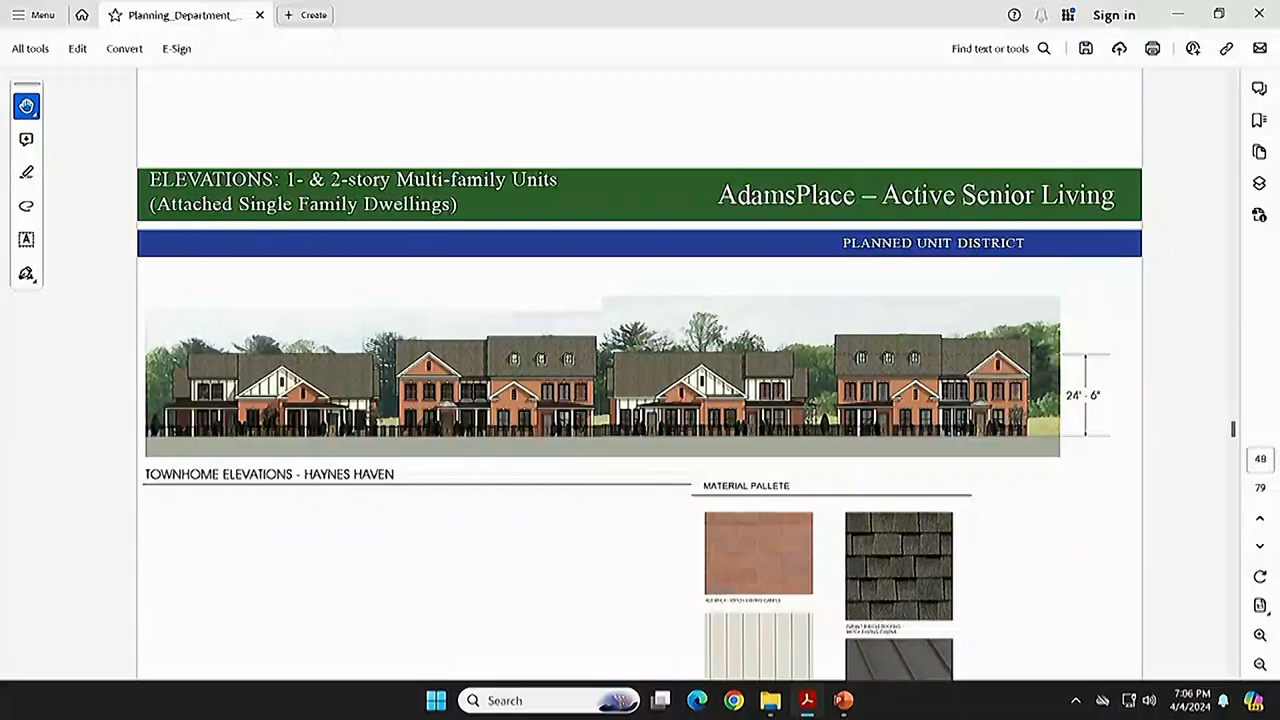 Menu
Planning_Department_...
Create
Sign in
All tools
Edit
Convert
E-Sign
Find text or tools
ELEVATIONS: 1- & 2-story Multi-family Units
(Attached Single Family Dwellings)
AdamsPlace – Active Senior Living
PLANNED UNIT DISTRICT
24' - 6"
TOWNHOME ELEVATIONS - HAYNES HAVEN
MATERIAL PALLETE
48
79
Search
7:06 PM
4/4/2024